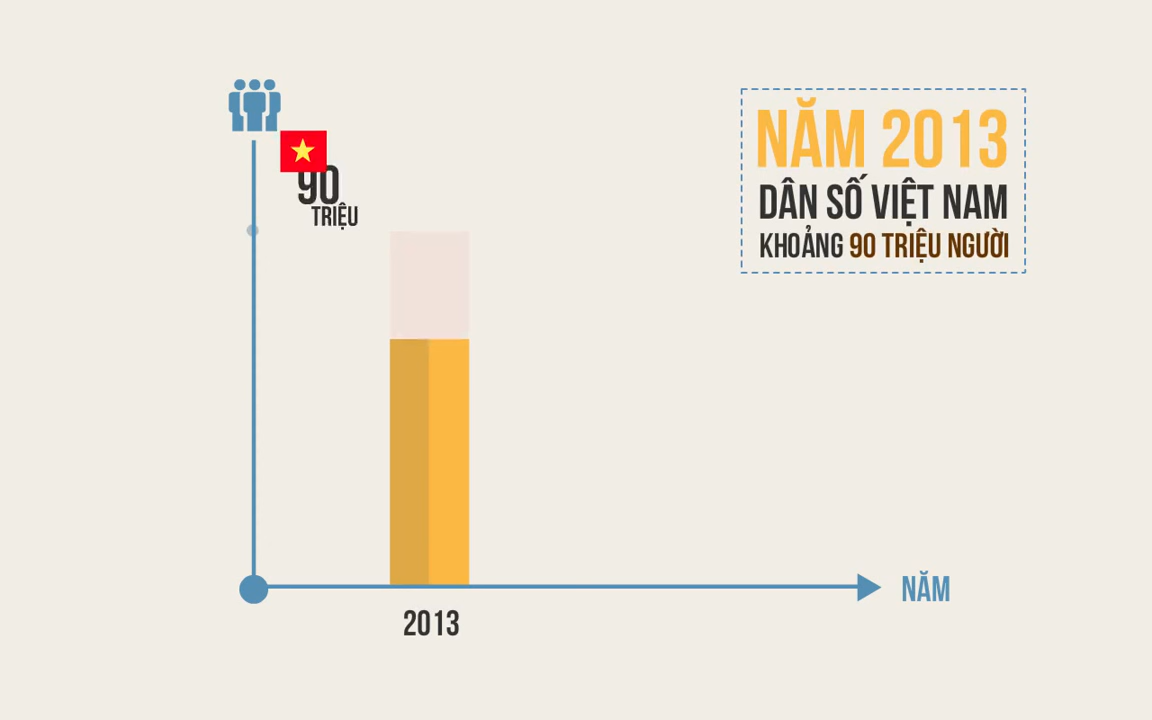 90
TRIỆU
NĂM 2013
DÂN SỐ VIỆT NAM
KHOẢNG 90 TRIỆU NGƯỜI
NĂM
2013